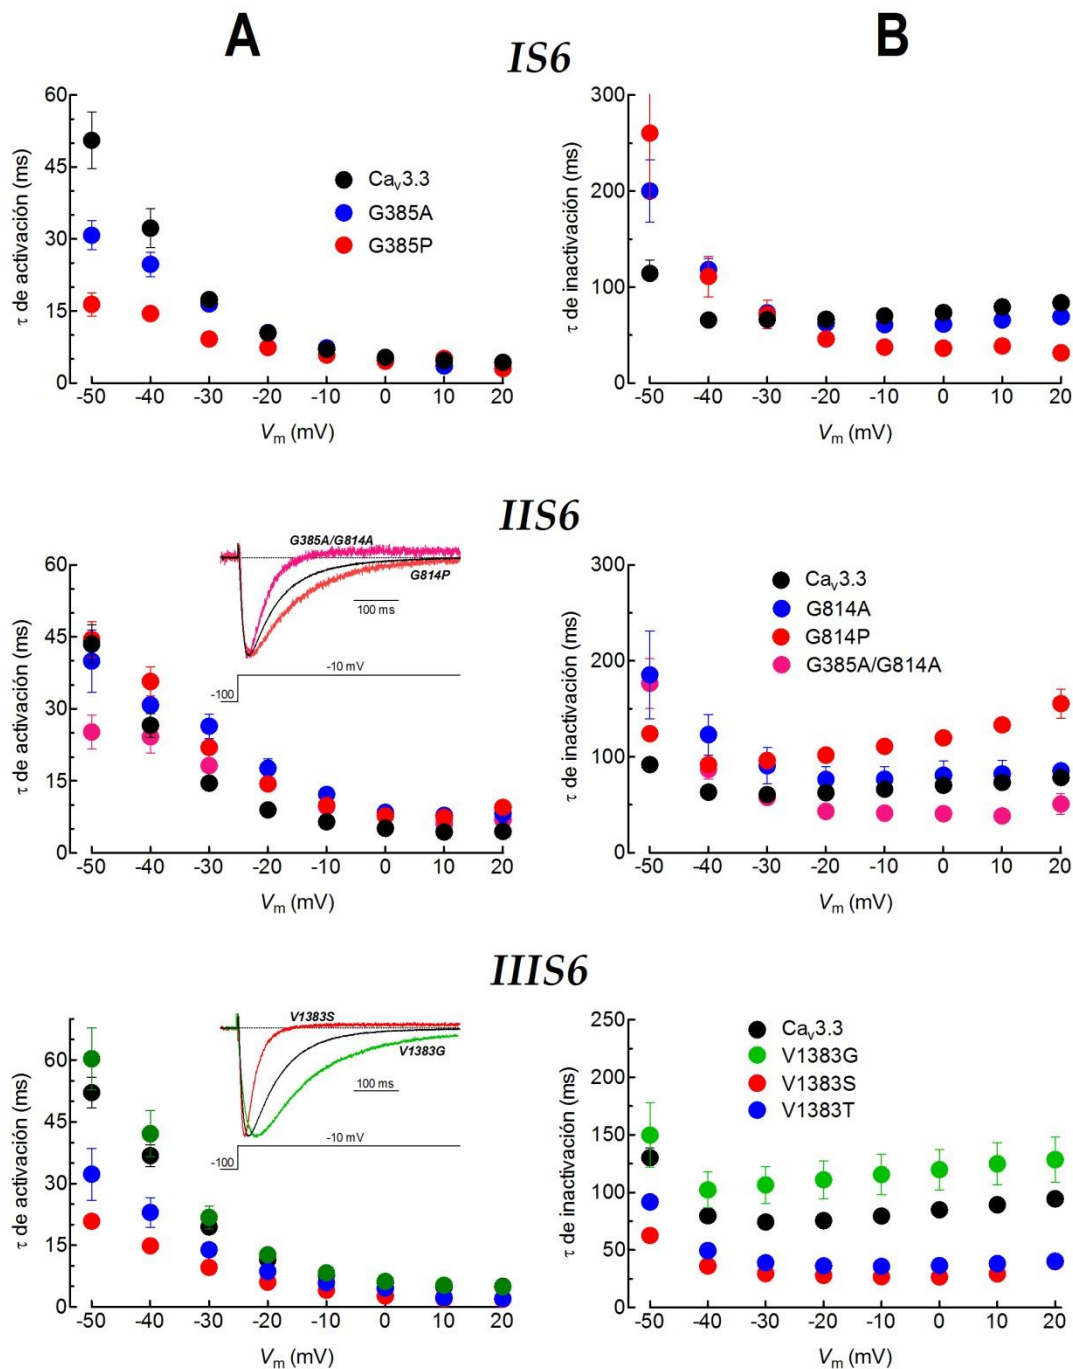 A
B
IS6
60
45
30
15
0
τ de activación (ms)
-50 -40 -30 -20 -10 0 10 20
Vm (mV)
Cav3.3
G385A
G385P
300
200
100
0
τ de inactivación (ms)
-50 -40 -30 -20 -10 0 10 20
Vm (mV)
IIS6
60
45
30
15
0
τ de activación (ms)
-50 -40 -30 -20 -10 0 10 20
Vm (mV)
G385A/G814A
G814P
100 ms
-10 mV
-100
300
200
100
0
τ de inactivación (ms)
-50 -40 -30 -20 -10 0 10 20
Vm (mV)
Cav3.3
G814A
G814P
G385A/G814A
IIIS6
60
45
30
15
0
τ de activación (ms)
-50 -40 -30 -20 -10 0 10 20
Vm (mV)
V1383S
V1383G
100 ms
-10 mV
-100
250
200
150
100
50
0
τ de inactivación (ms)
-50 -40 -30 -20 -10 0 10 20
Vm (mV)
Cav3.3
V1383G
V1383S
V1383T